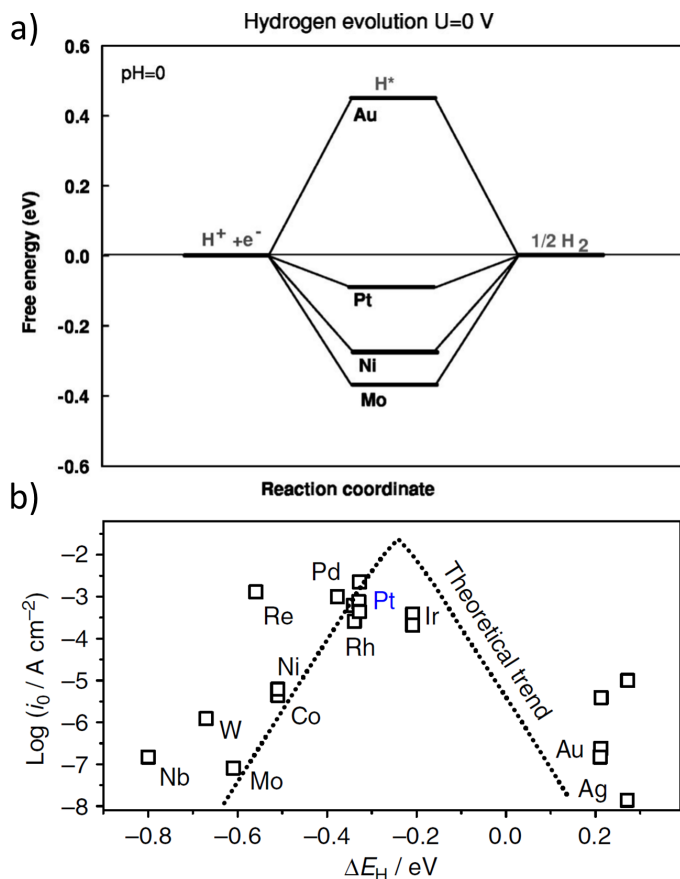 a)
Hydrogen evolution U=0 V
0.6
0.4
0.2
0.0
-0.2
-0.4
-0.6
Free energy (eV)
pH=0
H*
Au
H⁺ +e⁻
1/2 H₂
Pt
Ni
Mo
Reaction coordinate
b)
−2
−3
−4
−5
−6
−7
−8
Log (i₀ / A cm⁻²)
Pd
Re
Pt
Ir
Rh
Ni
Co
W
Nb
Mo
Theoretical trend
Au
Ag
−0.8
−0.6
−0.4
−0.2
0.0
0.2
ΔE_H / eV